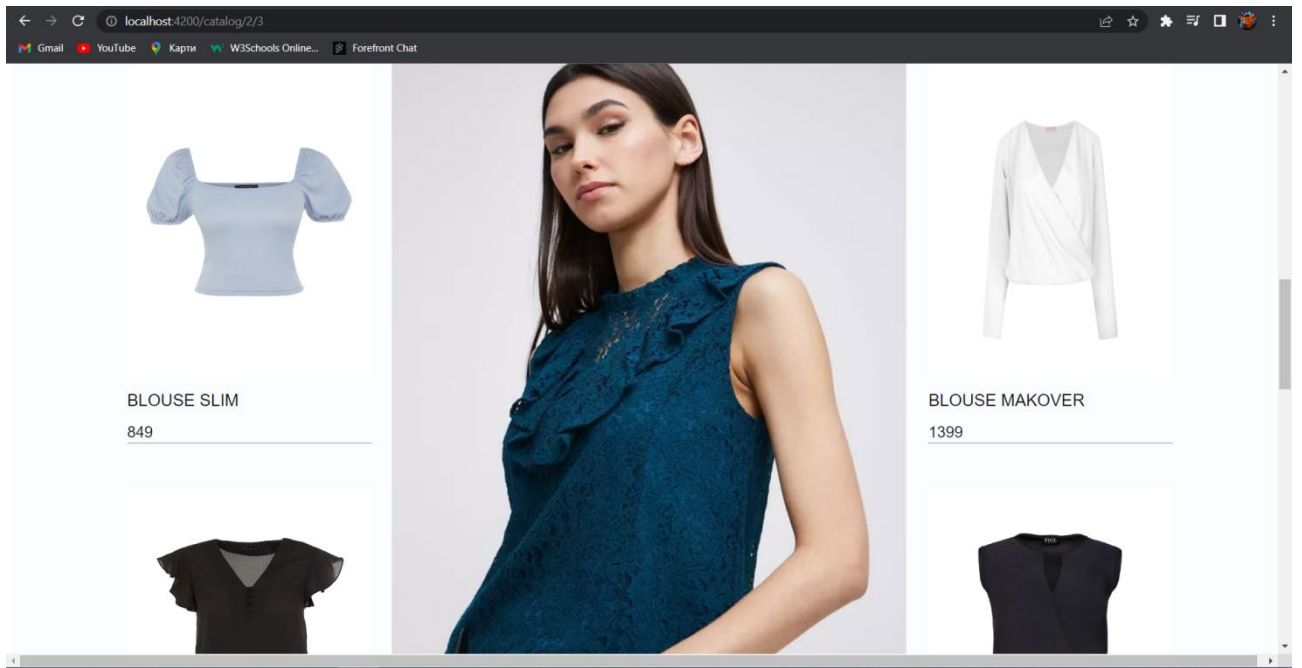 localhost:4200/catalog/2/3
Gmail YouTube Карти W3Schools Online... Forefront Chat
BLOUSE SLIM
849
BLOUSE MAKOVER
1399